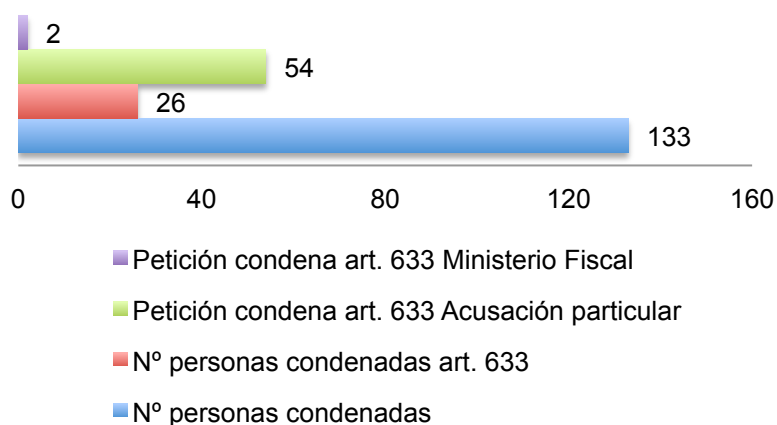 2
54
26
133
0 40 80 120 160
Petición condena art. 633 Ministerio Fiscal
Petición condena art. 633 Acusación particular
Nº personas condenadas art. 633
Nº personas condenadas